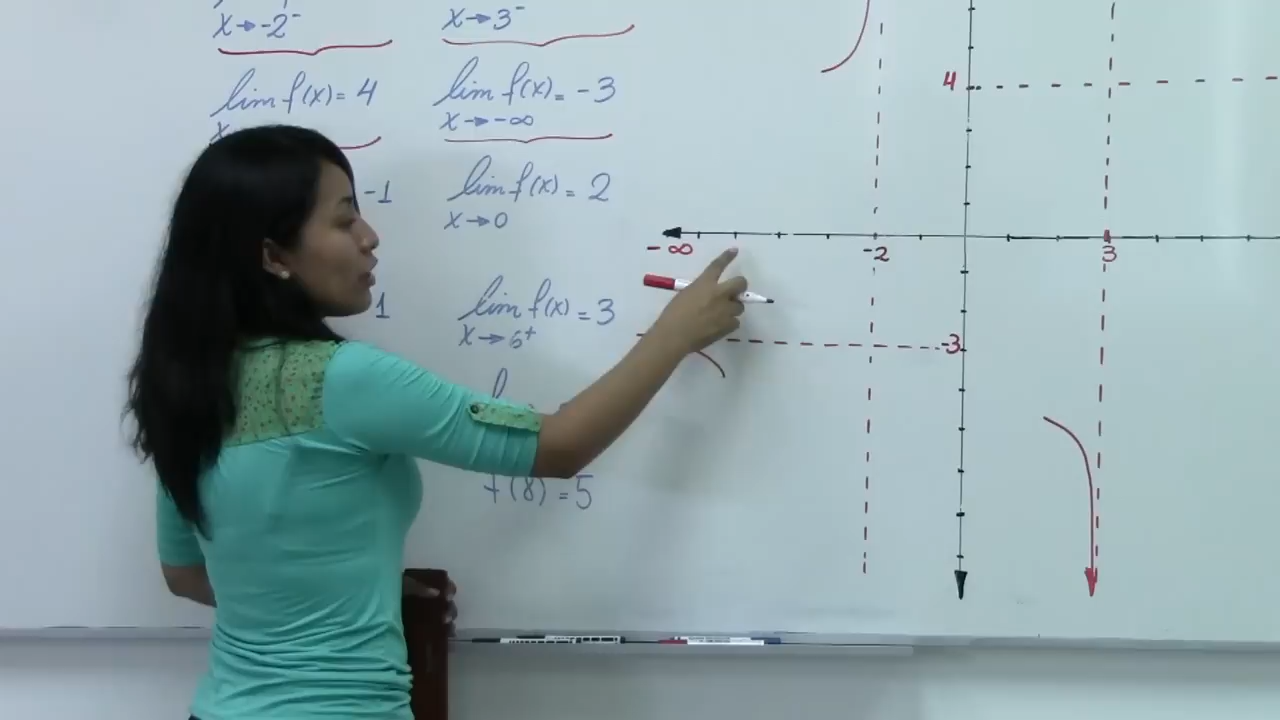 x→-2⁻
lim f(x) = 4
x
-1
1
x→3⁻
lim f(x) = -3
x→-∞
lim f(x) = 2
x→0
lim f(x) = 3
x→6⁺
f(8) = 5
4
-∞
-2
3
-3